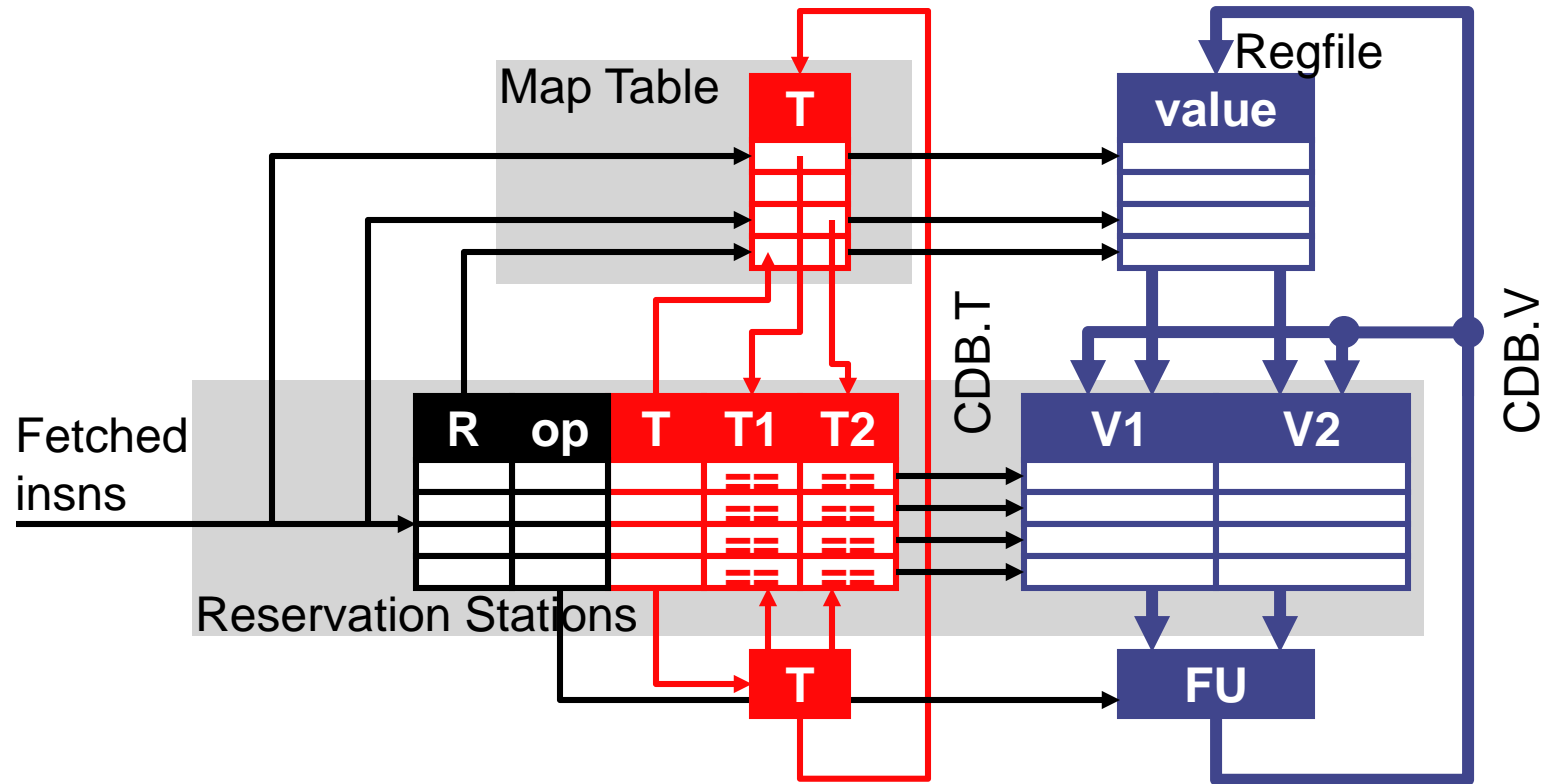 Regfile
Map Table
T
value
CDB.T
CDB.V
Fetched
insns
R op T T1 T2
V1 V2
== ==
== ==
== ==
== ==
Reservation Stations
T
FU